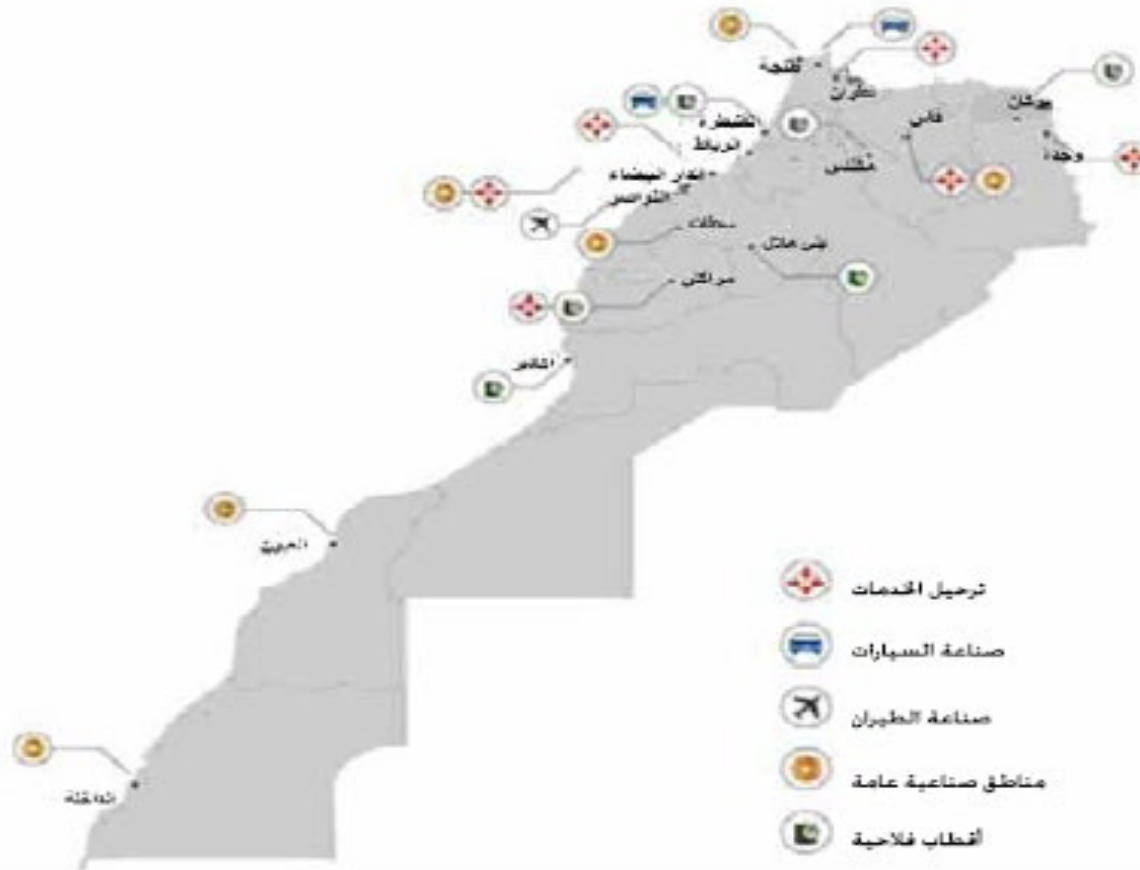 طنجة
تطوان
بركان
القنيطرة
فاس
الرباط
وجدة
مكناس
الدار البيضاء
النواصر
سطات
بني ملال
مراكش
اكادير
العيون
ترحيل الخدمات
صناعة السيارات
صناعة الطيران
مناطق صناعية عامة
الداخلة
أقطاب فلاحية